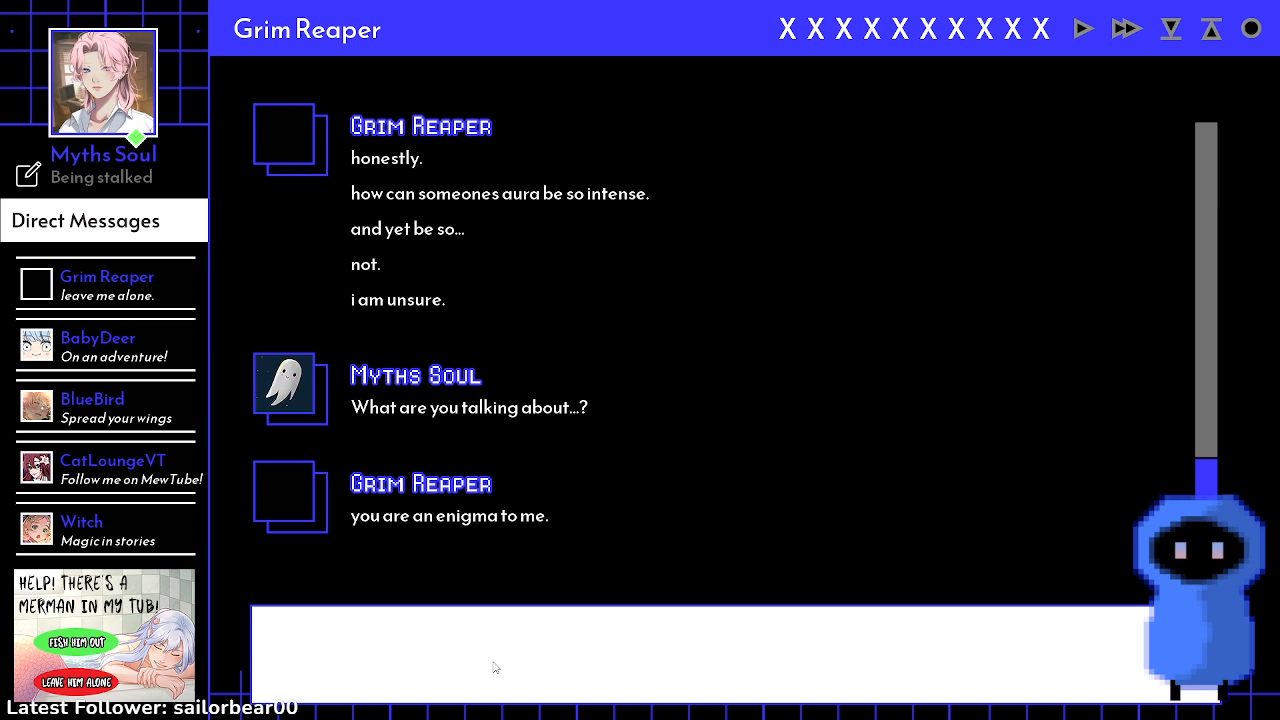 Grim Reaper
X X X X X X X X X X
Myths Soul
Being stalked
Direct Messages
Grim Reaper
leave me alone.
BabyDeer
On an adventure!
BlueBird
Spread your wings
CatLoungeVT
Follow me on MewTube!
Witch
Magic in stories
HELP! THERE'S A
MERMAN IN MY TUB!
FISH HIM OUT
LEAVE HIM ALONE
Latest Follower: sailorbear00
Grim Reaper
honestly.
how can someones aura be so intense.
and yet be so...
not.
i am unsure.
Myths Soul
What are you talking about...?
Grim Reaper
you are an enigma to me.